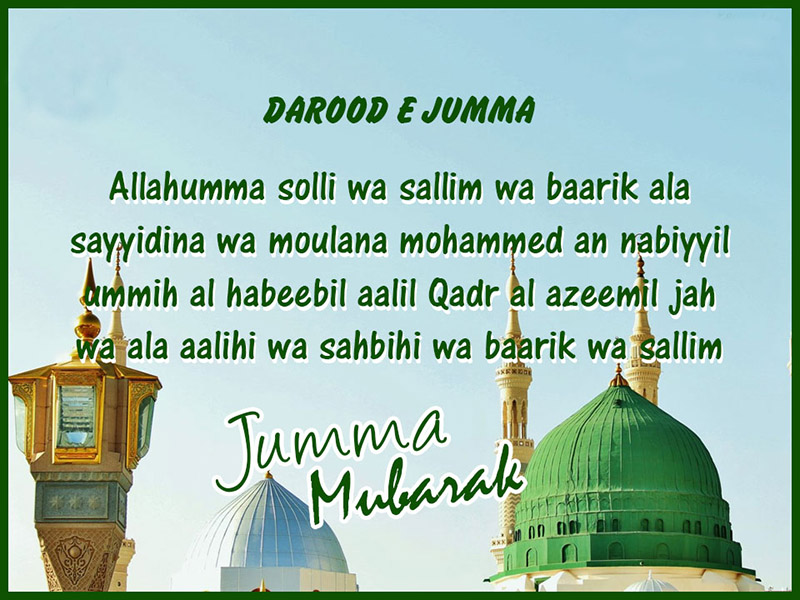 DAROOD E JUMMA
Allahumma solli wa sallim wa baarik ala
sayyidina wa moulana mohammed an nabiyyil
ummih al habeebil aalil Qadr al azeemil jah
wa ala aalihi wa sahbihi wa baarik wa sallim
Jumma
Mubarak